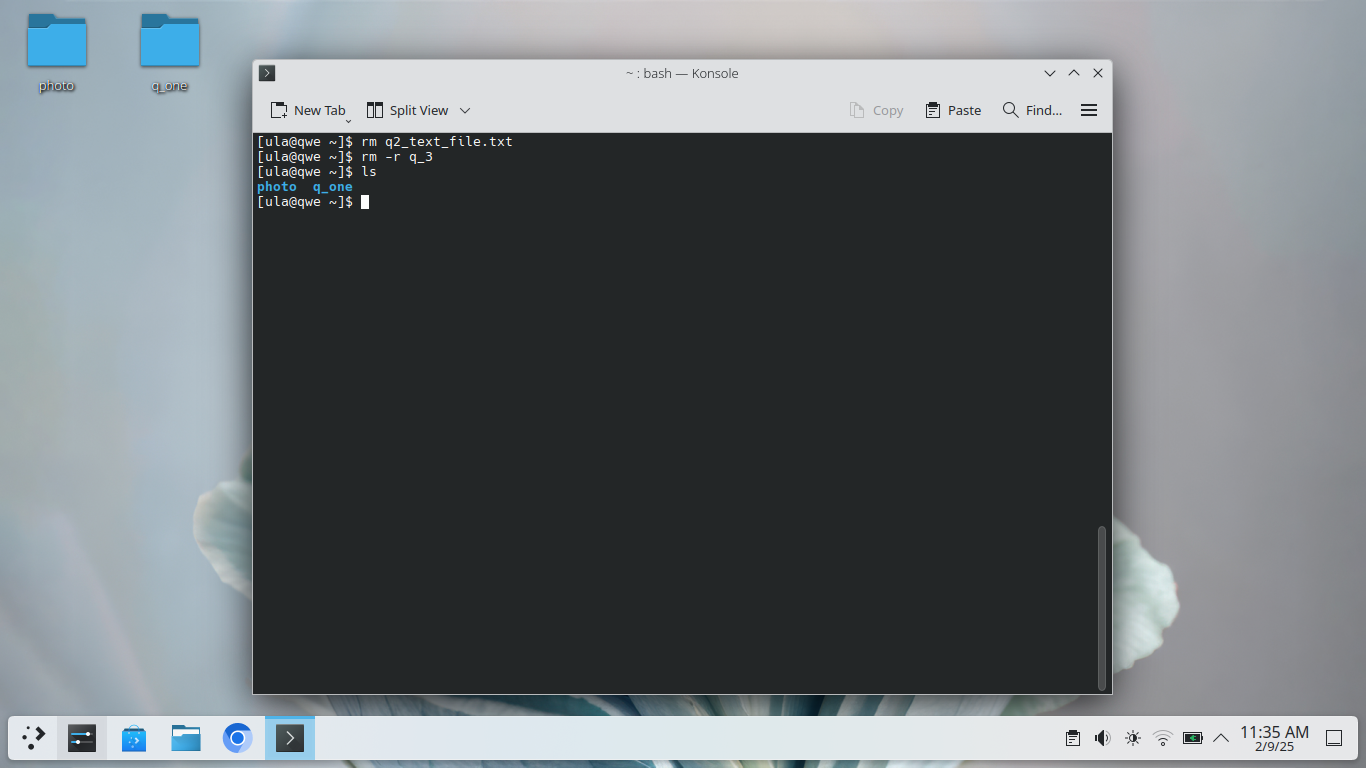 photo
q_one
~ : bash — Konsole
New Tab Split View Copy Paste Find...
[ula@qwe ~]$ rm q2_text_file.txt
[ula@qwe ~]$ rm -r q_3
[ula@qwe ~]$ ls
photo  q_one
[ula@qwe ~]$
11:35 AM
2/9/25